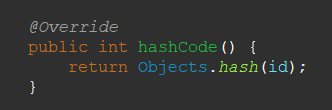 @Override
public int hashCode() {
    return Objects.hash(id);
}